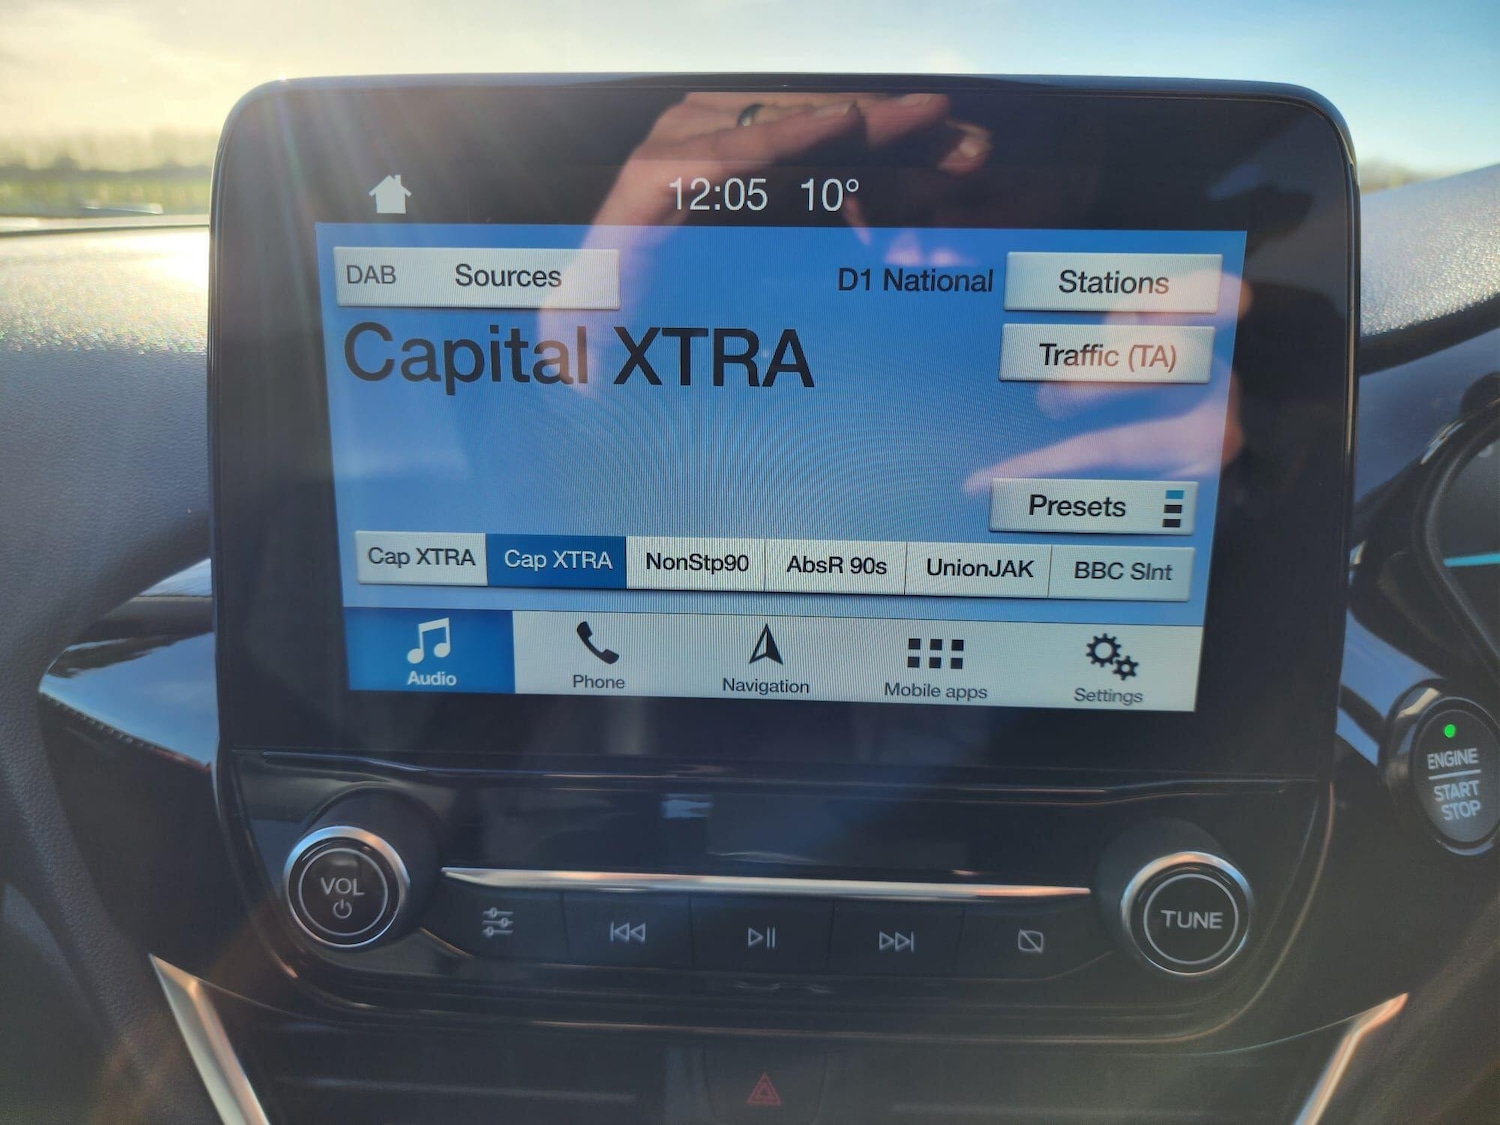 12:05 10°
DAB Sources
D1 National
Stations
Capital XTRA
Traffic (TA)
Presets
Cap XTRA
Cap XTRA
NonStp90
AbsR 90s
UnionJAK
BBC SInt
Audio
Phone
Navigation
Mobile apps
Settings
ENGINE
START
STOP
VOL
TUNE